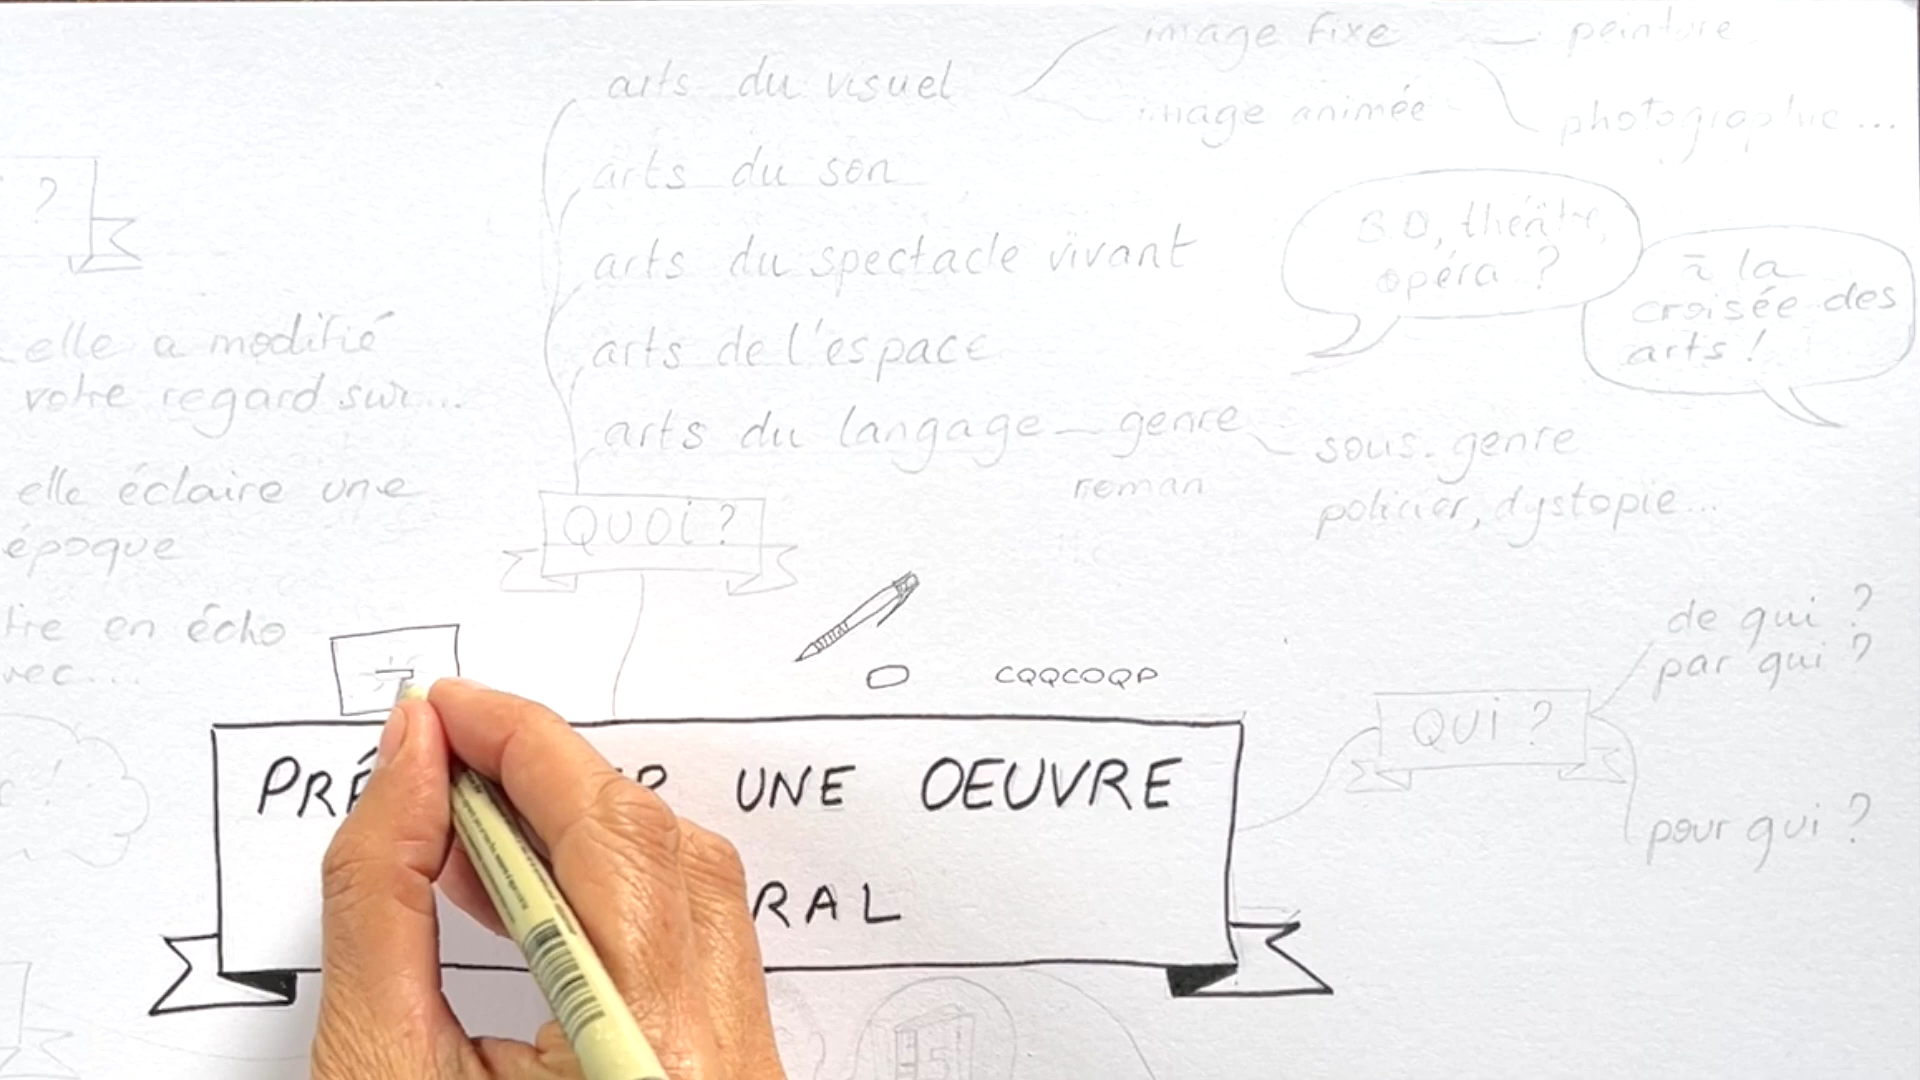 image fixe — peinture
arts du visuel
image animée
photographie...
arts du son
?
B.D, théâtre,
opéra ?
arts du spectacle vivant
à la
croisée des
arts !
elle a modifié
votre regard sur...
arts de l'espace
arts du langage — genre
roman
sous-genre
policier, dystopie...
elle éclaire une
époque
QUOI ?
en écho
de qui ?
par qui ?
CQQCOQP
QUI ?
UNE OEUVRE
pour qui ?